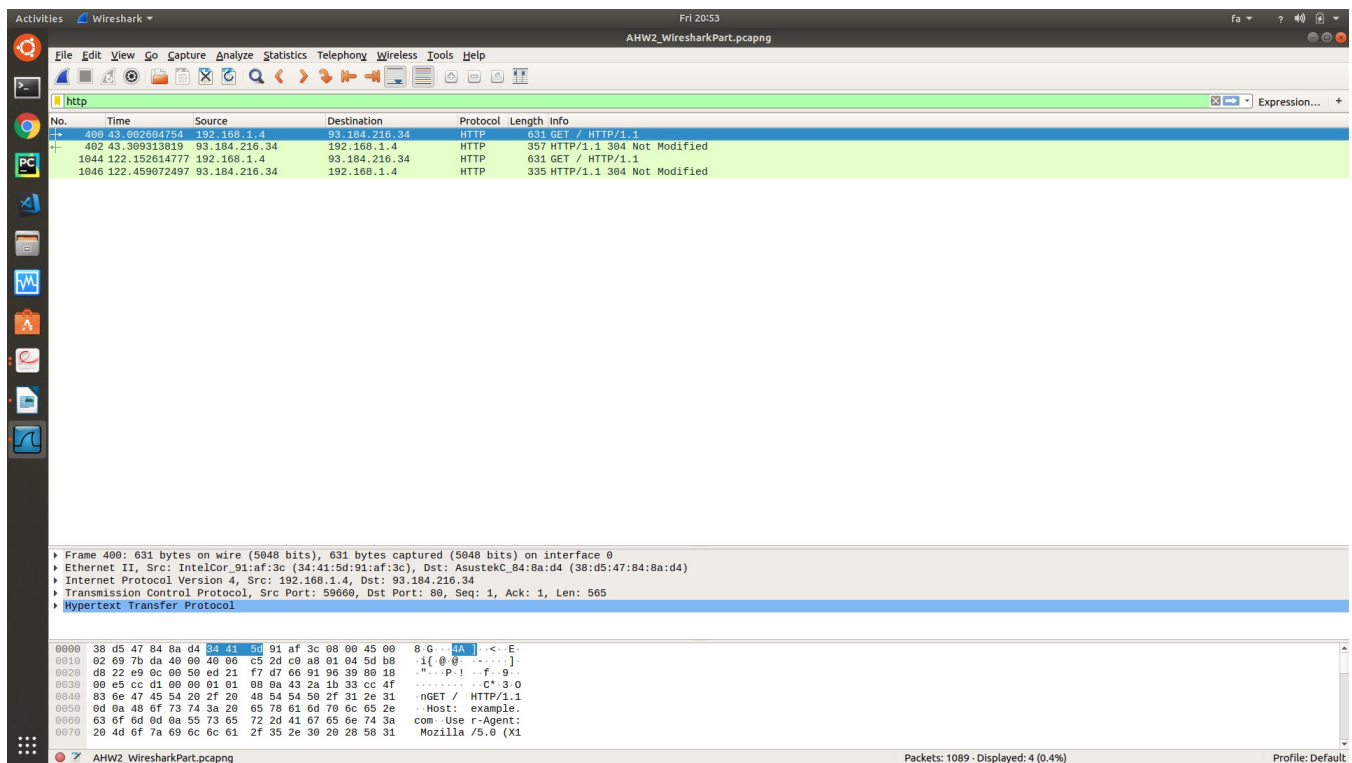 Activities Wireshark Fri 20:53 fa
AHW2_WiresharkPart.pcapng
File Edit View Go Capture Analyze Statistics Telephony Wireless Tools Help
http Expression... +
No. Time Source Destination Protocol Length Info
400 43.002604754 192.168.1.4 93.184.216.34 HTTP 631 GET / HTTP/1.1
402 43.309313819 93.184.216.34 192.168.1.4 HTTP 357 HTTP/1.1 304 Not Modified
1044 122.152614777 192.168.1.4 93.184.216.34 HTTP 631 GET / HTTP/1.1
1046 122.459072497 93.184.216.34 192.168.1.4 HTTP 335 HTTP/1.1 304 Not Modified
Frame 400: 631 bytes on wire (5048 bits), 631 bytes captured (5048 bits) on interface 0
Ethernet II, Src: IntelCor_91:af:3c (34:41:5d:91:af:3c), Dst: AsustekC_84:8a:d4 (38:d5:47:84:8a:d4)
Internet Protocol Version 4, Src: 192.168.1.4, Dst: 93.184.216.34
Transmission Control Protocol, Src Port: 59660, Dst Port: 80, Seq: 1, Ack: 1, Len: 565
Hypertext Transfer Protocol
0000 38 d5 47 84 8a d4 34 41 5d 91 af 3c 08 00 45 00 8·G···4A ]··<··E·
0010 02 69 7b da 40 00 40 06 c5 2d c0 a8 01 04 5d b8 ·i{·@·@· ·-····]·
0020 d8 22 e9 0c 00 50 ed 21 f7 d7 66 91 96 39 80 18 ·"···P·! ··f··9··
0030 00 e5 cc d1 00 00 01 01 08 0a 43 2a 1b 33 cc 4f ········ ··C*·3·O
0040 83 6e 47 45 54 20 2f 20 48 54 54 50 2f 31 2e 31 ·nGET / HTTP/1.1
0050 0d 0a 48 6f 73 74 3a 20 65 78 61 6d 70 6c 65 2e ··Host: example.
0060 63 6f 6d 0d 0a 55 73 65 72 2d 41 67 65 6e 74 3a com··Use r-Agent:
0070 20 4d 6f 7a 69 6c 6c 61 2f 35 2e 30 20 28 58 31 Mozilla /5.0 (X1
AHW2_WiresharkPart.pcapng Packets: 1089 · Displayed: 4 (0.4%) Profile: Default